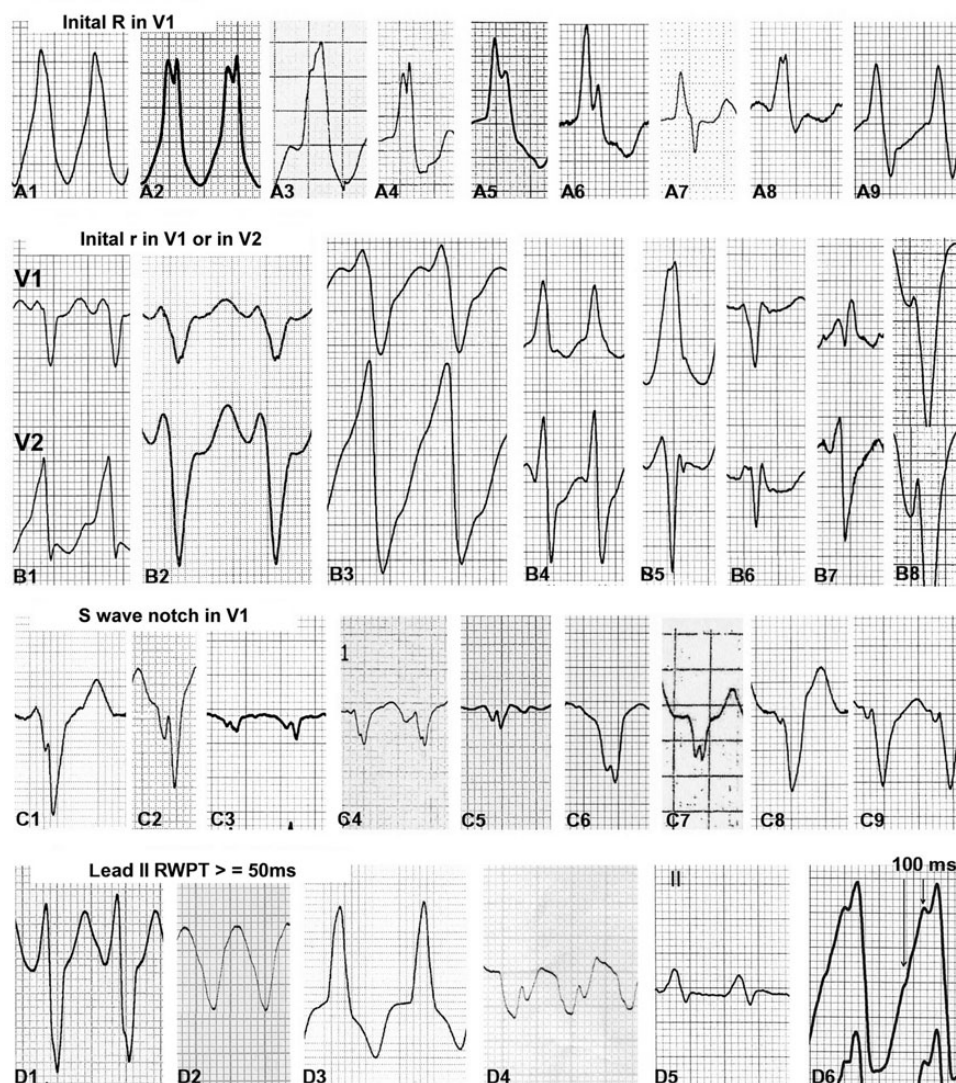 Inital R in V1
A1 A2 A3 A4 A5 A6 A7 A8 A9
Inital r in V1 or in V2
V1
V2
B1 B2 B3 B4 B5 B6 B7 B8
S wave notch in V1
1
C1 C2 C3 C4 C5 C6 C7 C8 C9
Lead II RWPT > = 50ms
II
100 ms
D1 D2 D3 D4 D5 D6